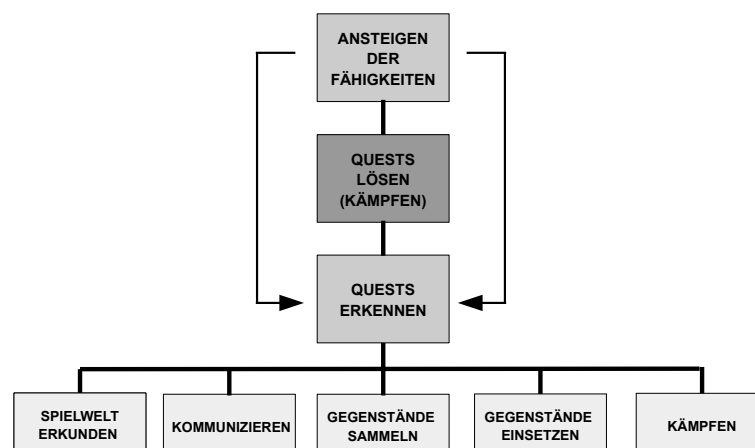 ANSTEIGEN
DER
FÄHIGKEITEN
QUESTS
LÖSEN
(KÄMPFEN)
QUESTS
ERKENNEN
SPIELWELT
ERKUNDEN
KOMMUNIZIEREN
GEGENSTÄNDE
SAMMELN
GEGENSTÄNDE
EINSETZEN
KÄMPFEN